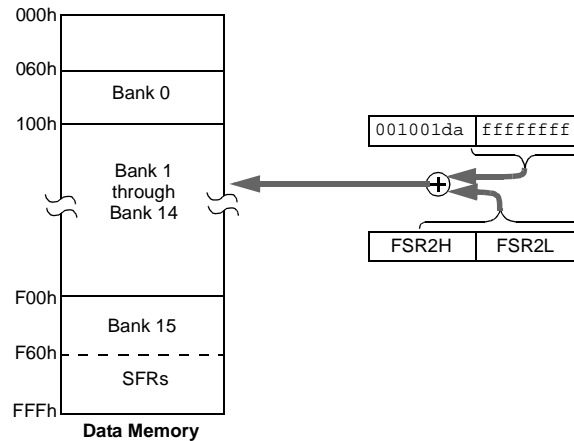 000h
060h
Bank 0
100h
001001da ffffffff
Bank 1
through
Bank 14
FSR2H FSR2L
F00h
Bank 15
F60h
SFRs
FFFh
Data Memory